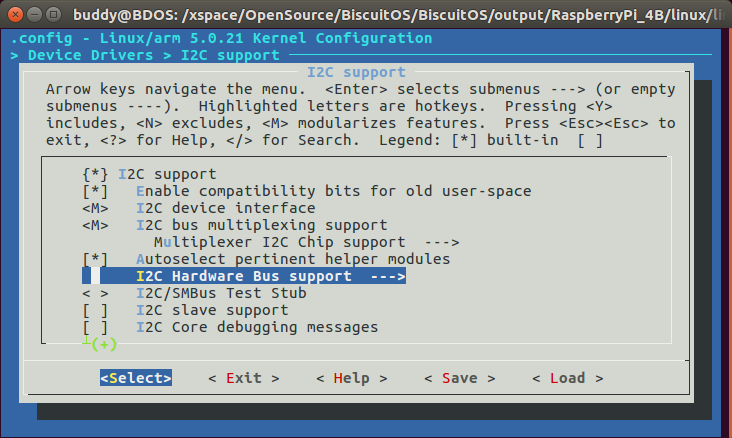 buddy@BDOS: /xspace/OpenSource/BiscuitOS/BiscuitOS/output/RaspberryPi_4B/linux/li
.config - Linux/arm 5.0.21 Kernel Configuration
> Device Drivers > I2C support
I2C support
Arrow keys navigate the menu.  <Enter> selects submenus ---> (or empty
submenus ----).  Highlighted letters are hotkeys.  Pressing <Y>
includes, <N> excludes, <M> modularizes features.  Press <Esc><Esc> to
exit, <?> for Help, </> for Search.  Legend: [*] built-in  [ ]
{*} I2C support
[*]   Enable compatibility bits for old user-space
<M>   I2C device interface
<M>   I2C bus multiplexing support
Multiplexer I2C Chip support  --->
[*]   Autoselect pertinent helper modules
I2C Hardware Bus support  --->
< >   I2C/SMBus Test Stub
[ ]   I2C slave support
[ ]   I2C Core debugging messages
(+)
<Select>    < Exit >    < Help >    < Save >    < Load >